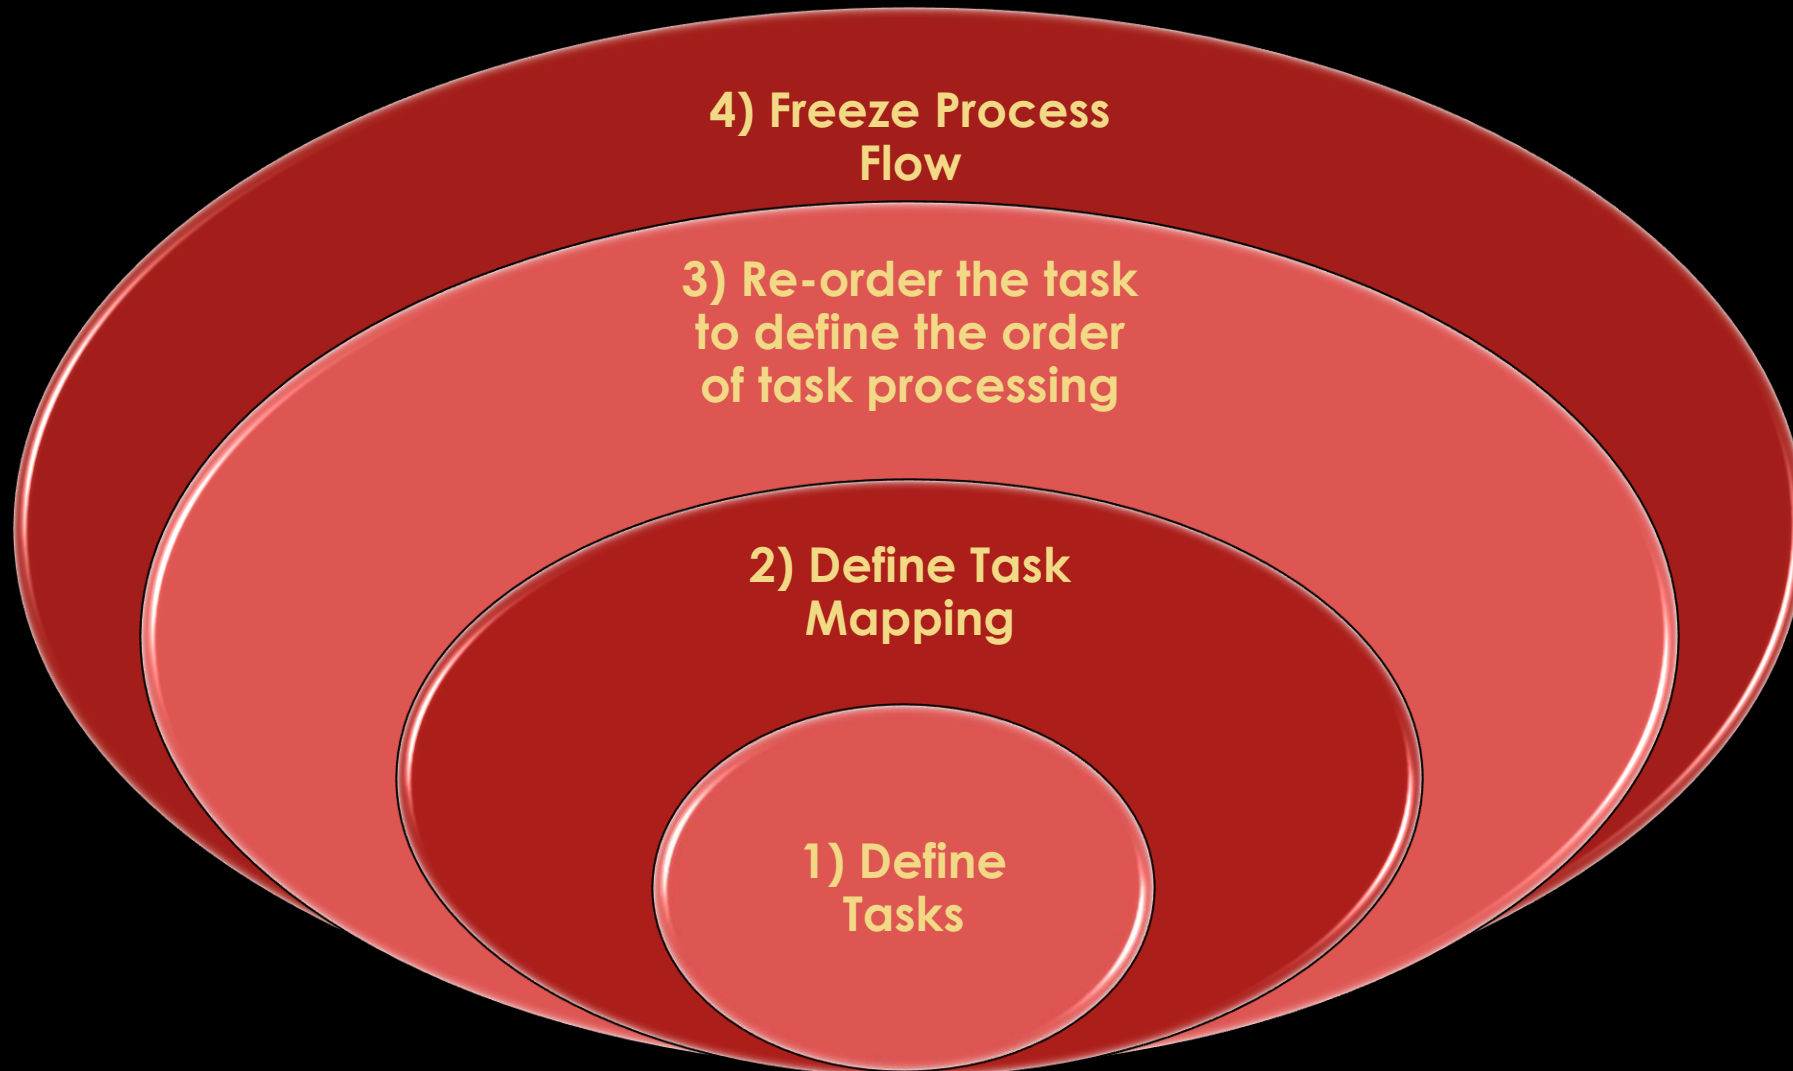 4) Freeze Process
Flow
3) Re-order the task
to define the order
of task processing
2) Define Task
Mapping
1) Define
Tasks